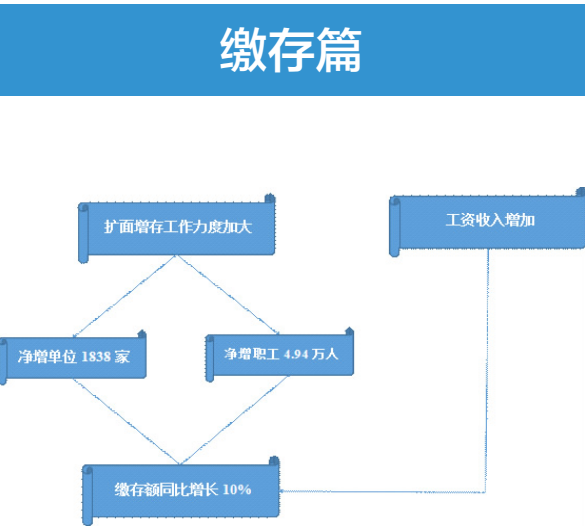 缴存篇
扩面增存工作力度加大
工资收入增加
净增单位 1838 家
净增职工 4.94 万人
缴存额同比增长 10%